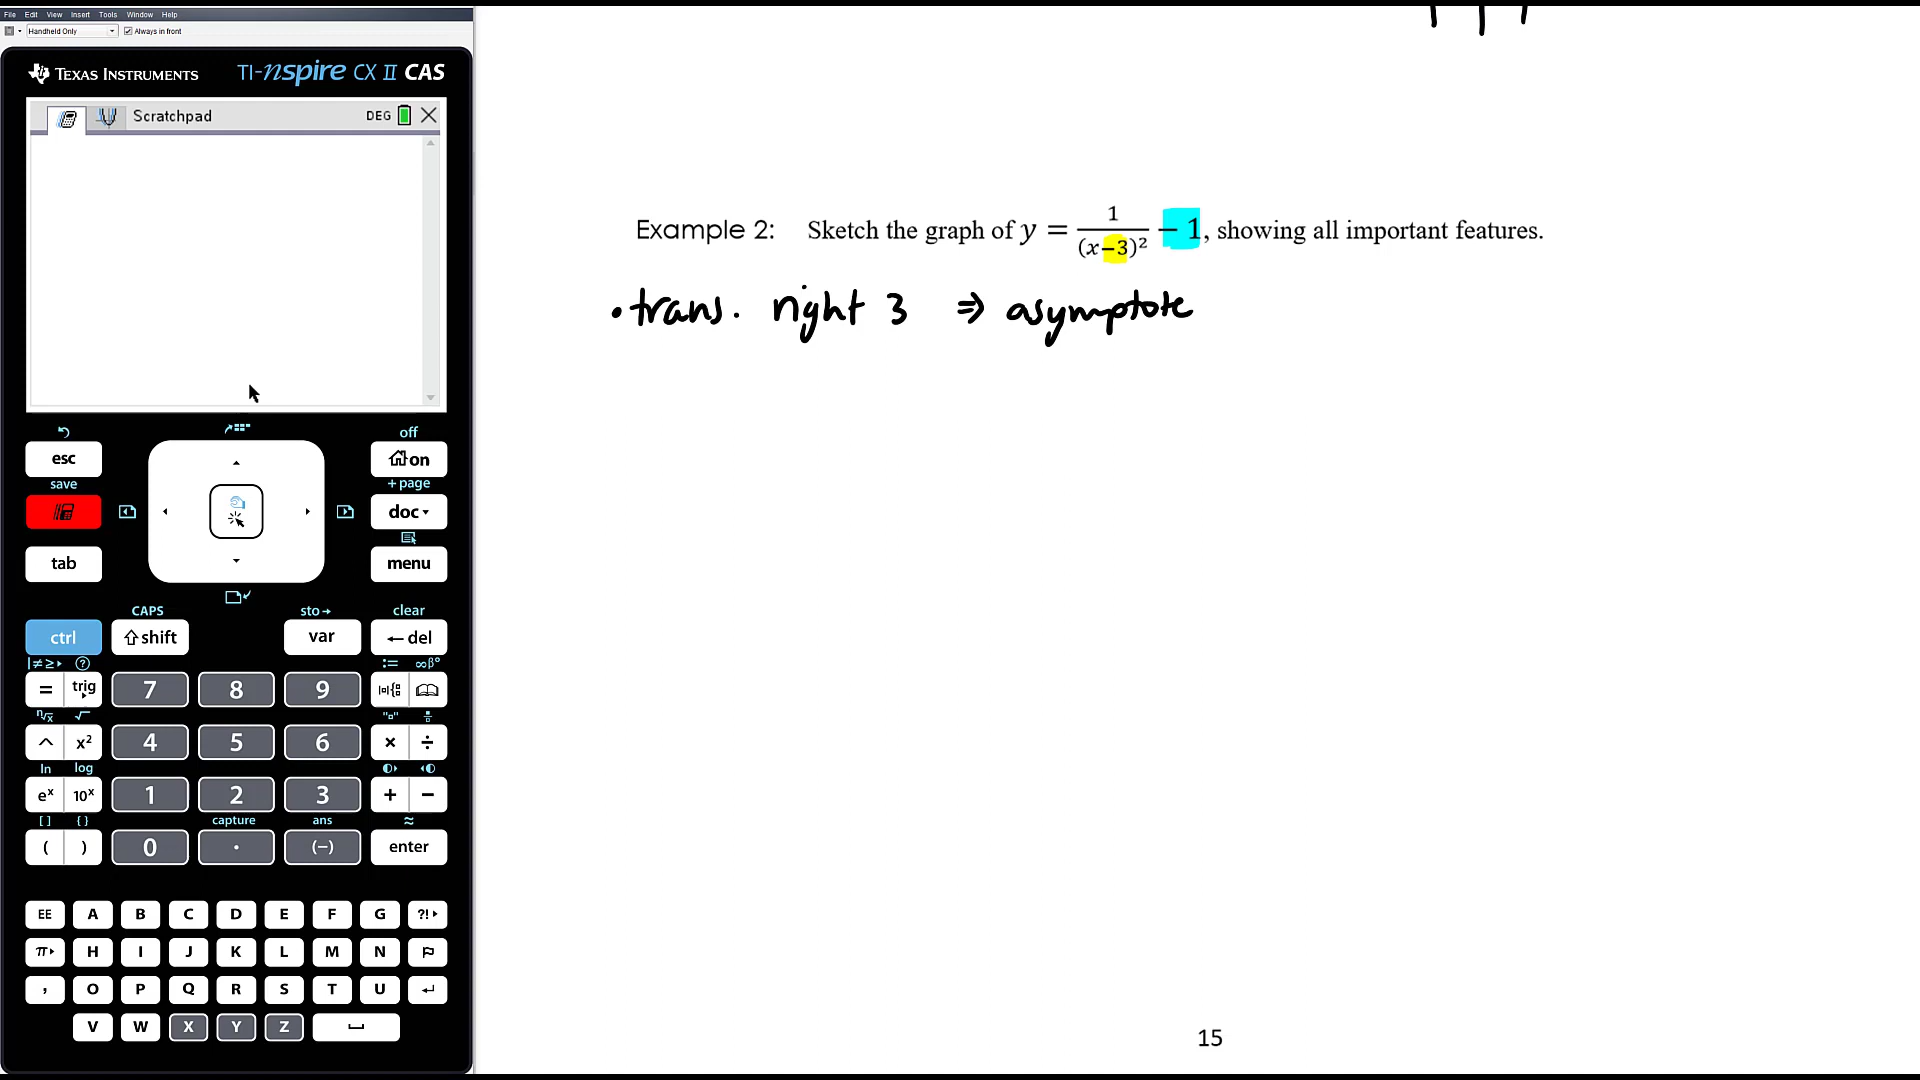 File Edit View Insert Tools Window Help
Handheld Only Always in front
TEXAS INSTRUMENTS TI-nspire CX II CAS
Scratchpad DEG
Example 2: Sketch the graph of y = 1/(x−3)² − 1, showing all important features.
• trans. right 3 ⇒ asymptote
off
esc on
save + page
doc
tab menu
CAPS sto→ clear
ctrl shift var ← del
|≠≥▸ ? := ∞β°
= trig 7 8 9 |□|{
ⁿ√x √ "□"
^ x² 4 5 6 × ÷
ln log
eˣ 10ˣ 1 2 3 + −
[ ] { } capture ans ≈
( ) 0 . (−) enter
EE A B C D E F G ?!▸
π▸ H I J K L M N
, O P Q R S T U ↵
V W X Y Z
15